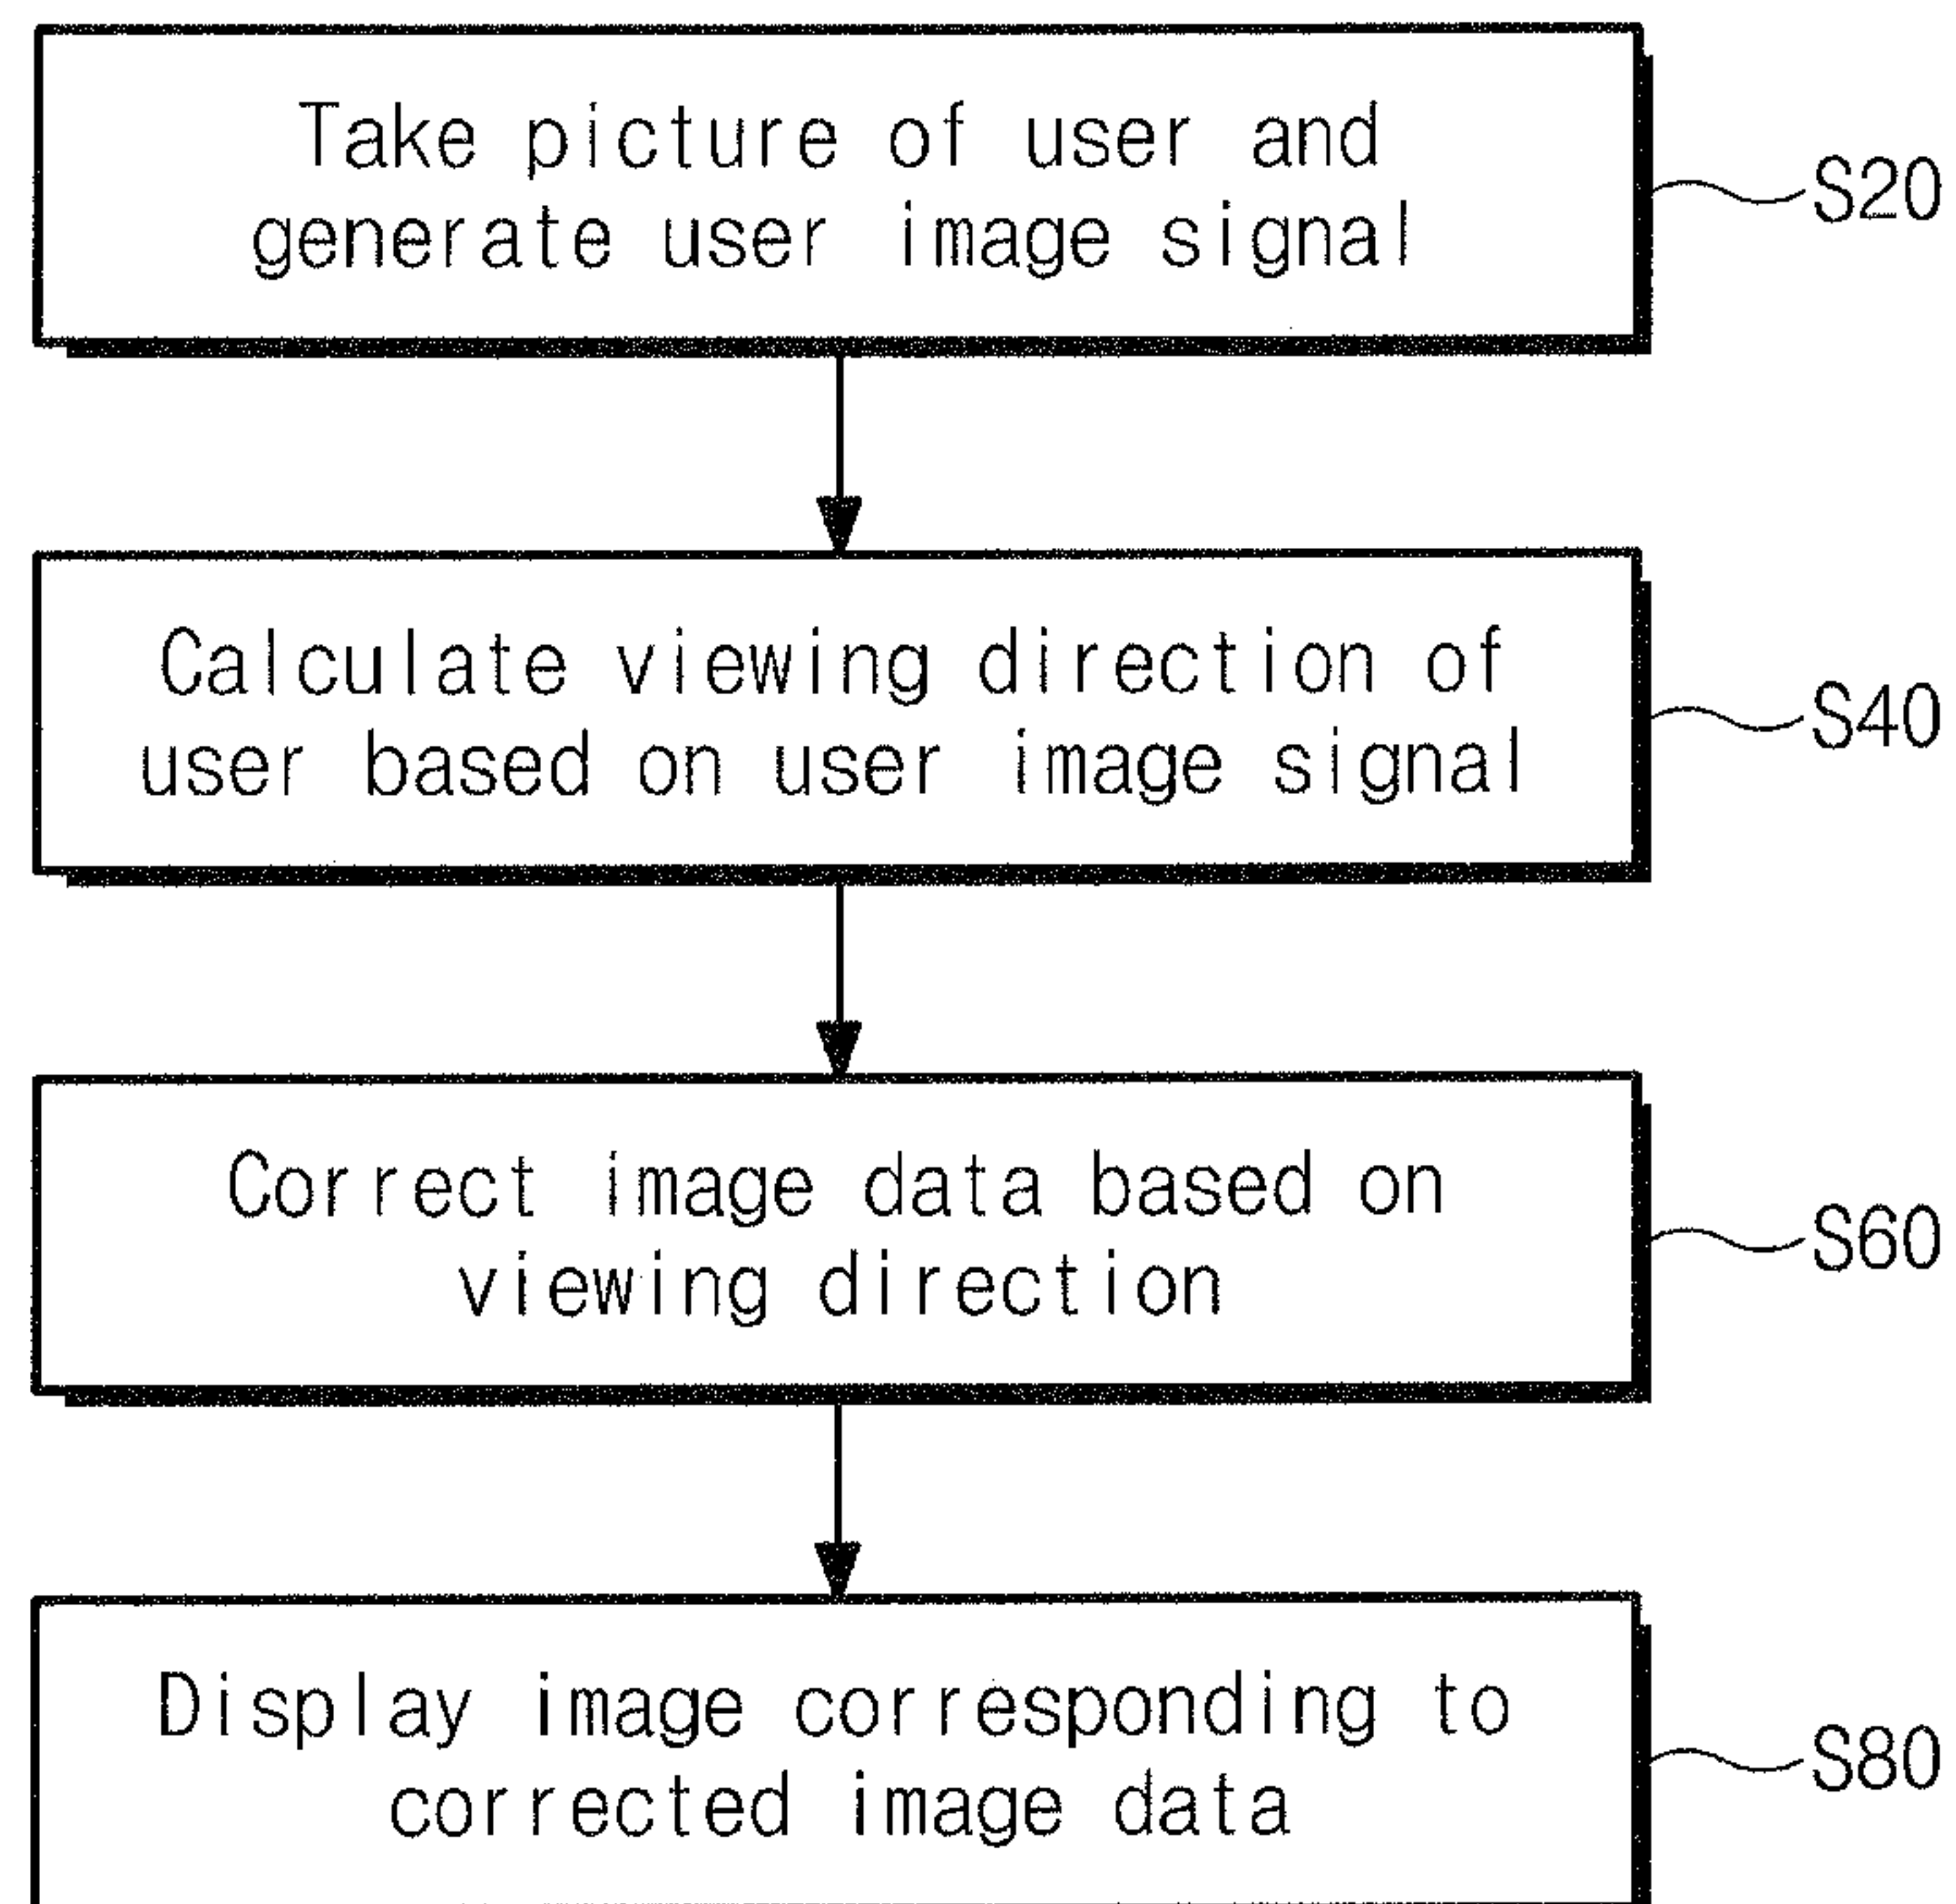 Take picture of user and
generate user image signal
S20
Calculate viewing direction of
user based on user image signal
S40
Correct image data based on
viewing direction
S60
Display image corresponding to
corrected image data
S80